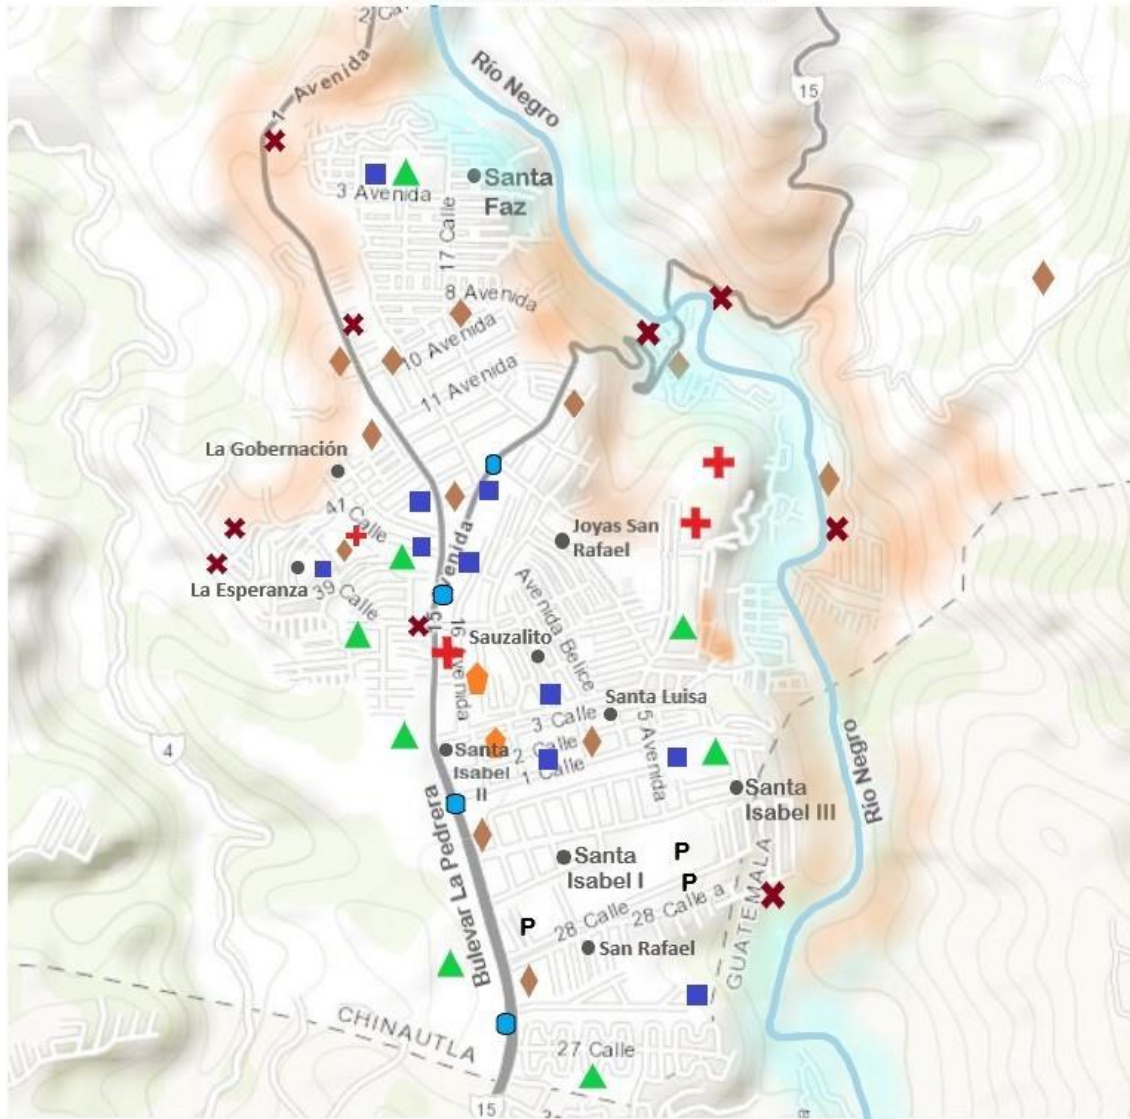 2 Ca
1 Avenida
Río Negro
15
Santa
Faz
3 Avenida
17 Calle
8 Avenida
10 Avenida
11 Avenida
La Gobernación
41 Calle
Joyas San
Rafael
La Esperanza
39 Calle
15 Avenida
16 Avenida
Avenida Belice
Sauzalito
Santa Luisa
3 Calle
2 Calle
1 Calle
5 Avenida
Santa
Isabel
II
4
Santa
Isabel III
Río Negro
Bulevar La Pedrera
Santa
Isabel I
P
P
P
28 Calle
28 Calle a
San Rafael
GUATEMALA
CHINAUTLA
27 Calle
15